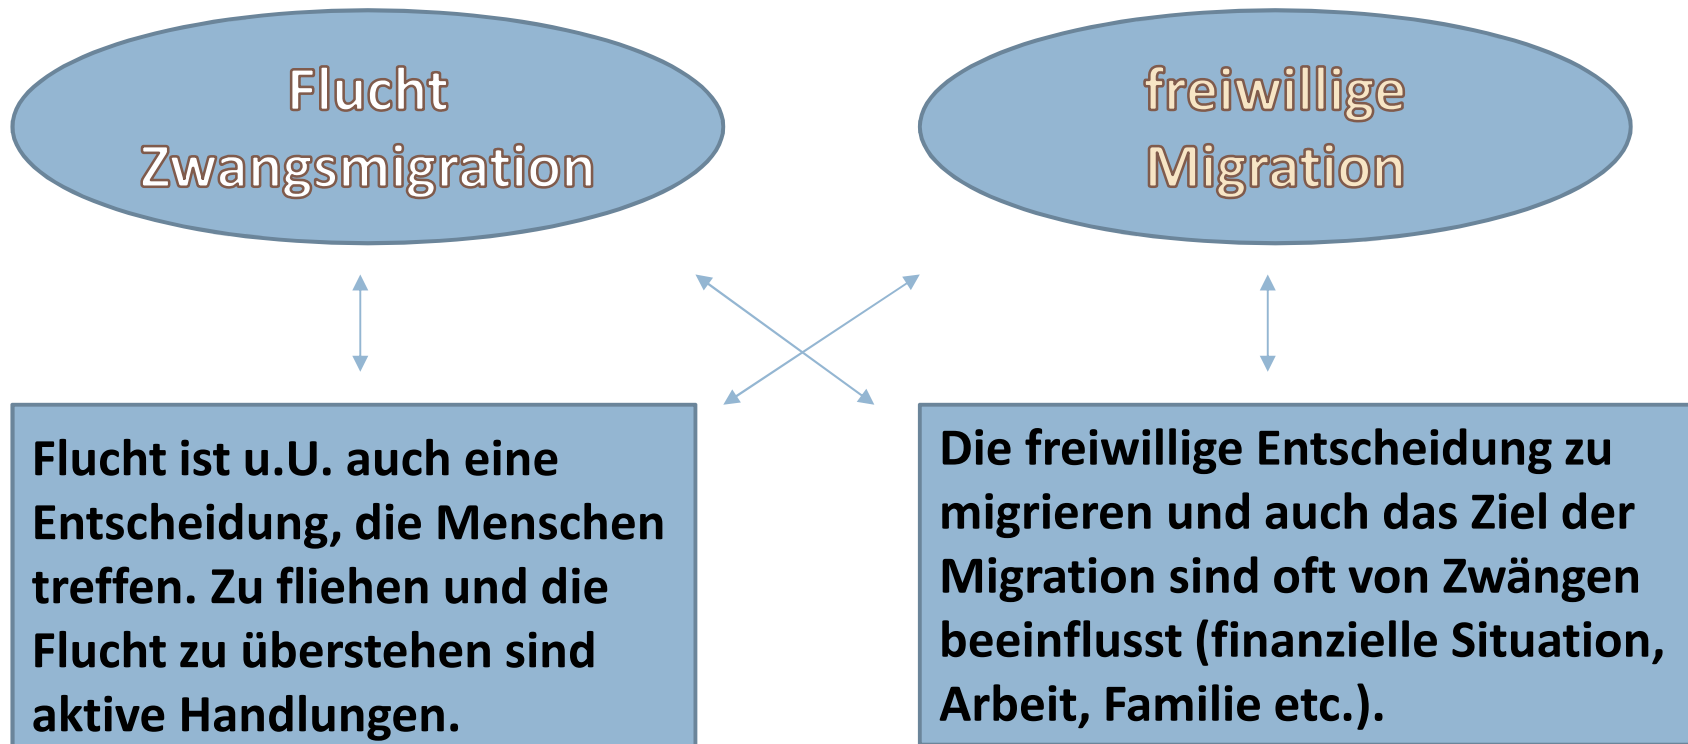 Flucht
Zwangsmigration
freiwillige
Migration
Flucht ist u.U. auch eine
Entscheidung, die Menschen
treffen. Zu fliehen und die
Flucht zu überstehen sind
aktive Handlungen.
Die freiwillige Entscheidung zu
migrieren und auch das Ziel der
Migration sind oft von Zwängen
beeinflusst (finanzielle Situation,
Arbeit, Familie etc.).